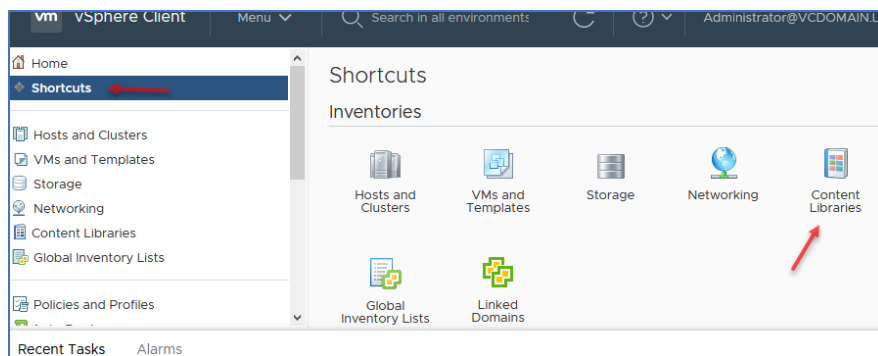 vm vSphere Client Menu Search in all environments Administrator@VCDOMAIN.L
Home
Shortcuts
Hosts and Clusters
VMs and Templates
Storage
Networking
Content Libraries
Global Inventory Lists
Policies and Profiles
Shortcuts
Inventories
Hosts and
Clusters
VMs and
Templates
Storage
Networking
Content
Libraries
Global
Inventory Lists
Linked
Domains
Recent Tasks Alarms